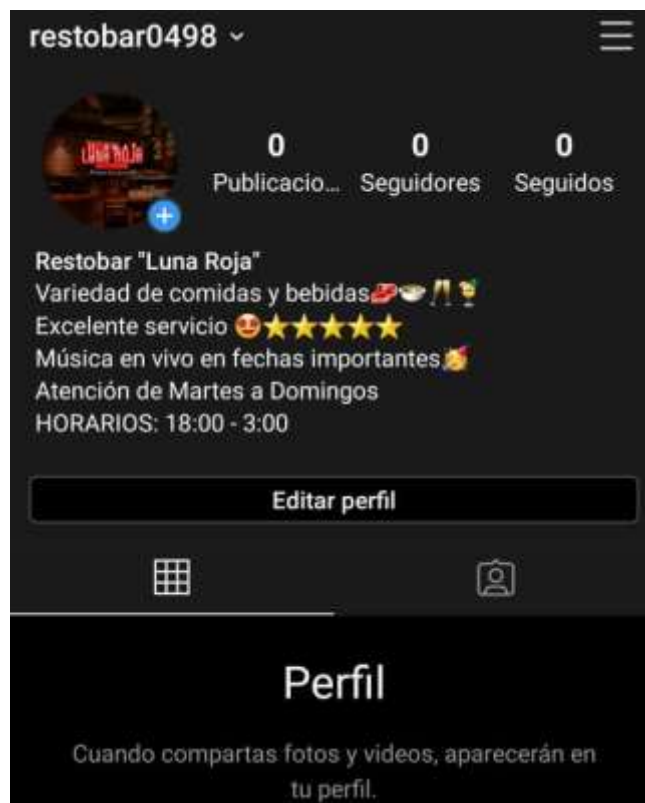 restobar0498
LUNA ROJA
0 0 0
Publicacio... Seguidores Seguidos
Restobar "Luna Roja"
Variedad de comidas y bebidas🥩🍜🥂🍹
Excelente servicio 🤩⭐⭐⭐⭐⭐
Música en vivo en fechas importantes🥳
Atención de Martes a Domingos
HORARIOS: 18:00 - 3:00
Editar perfil
Perfil
Cuando compartas fotos y videos, aparecerán en
tu perfil.